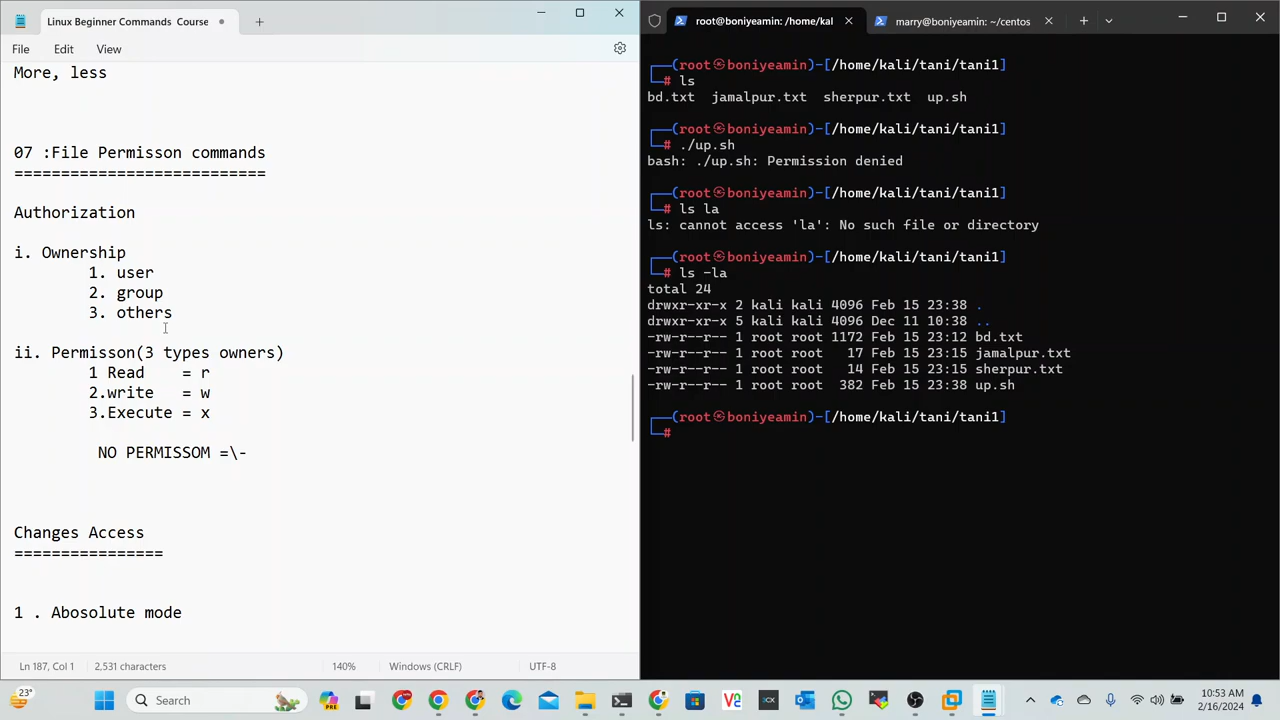 Linux Beginner Commands Course
File Edit View
More, less
07 :File Permisson commands
===========================
Authorization
i. Ownership
1. user
2. group
3. others
ii. Permisson(3 types owners)
1 Read = r
2.write = w
3.Execute = x
NO PERMISSOM =\-
Changes Access
================
1 . Abosolute mode
Ln 187, Col 1 2,531 characters 140% Windows (CRLF) UTF-8
root@boniyeamin: /home/kal marry@boniyeamin: ~/centos
(root㉿boniyeamin)-[/home/kali/tani/tani1]
# ls
bd.txt jamalpur.txt sherpur.txt up.sh
(root㉿boniyeamin)-[/home/kali/tani/tani1]
# ./up.sh
bash: ./up.sh: Permission denied
(root㉿boniyeamin)-[/home/kali/tani/tani1]
# ls la
ls: cannot access 'la': No such file or directory
(root㉿boniyeamin)-[/home/kali/tani/tani1]
# ls -la
total 24
drwxr-xr-x 2 kali kali 4096 Feb 15 23:38 .
drwxr-xr-x 5 kali kali 4096 Dec 11 10:38 ..
-rw-r--r-- 1 root root 1172 Feb 15 23:12 bd.txt
-rw-r--r-- 1 root root 17 Feb 15 23:15 jamalpur.txt
-rw-r--r-- 1 root root 14 Feb 15 23:15 sherpur.txt
-rw-r--r-- 1 root root 382 Feb 15 23:38 up.sh
(root㉿boniyeamin)-[/home/kali/tani/tani1]
#
23° Search 10:53 AM
2/16/2024